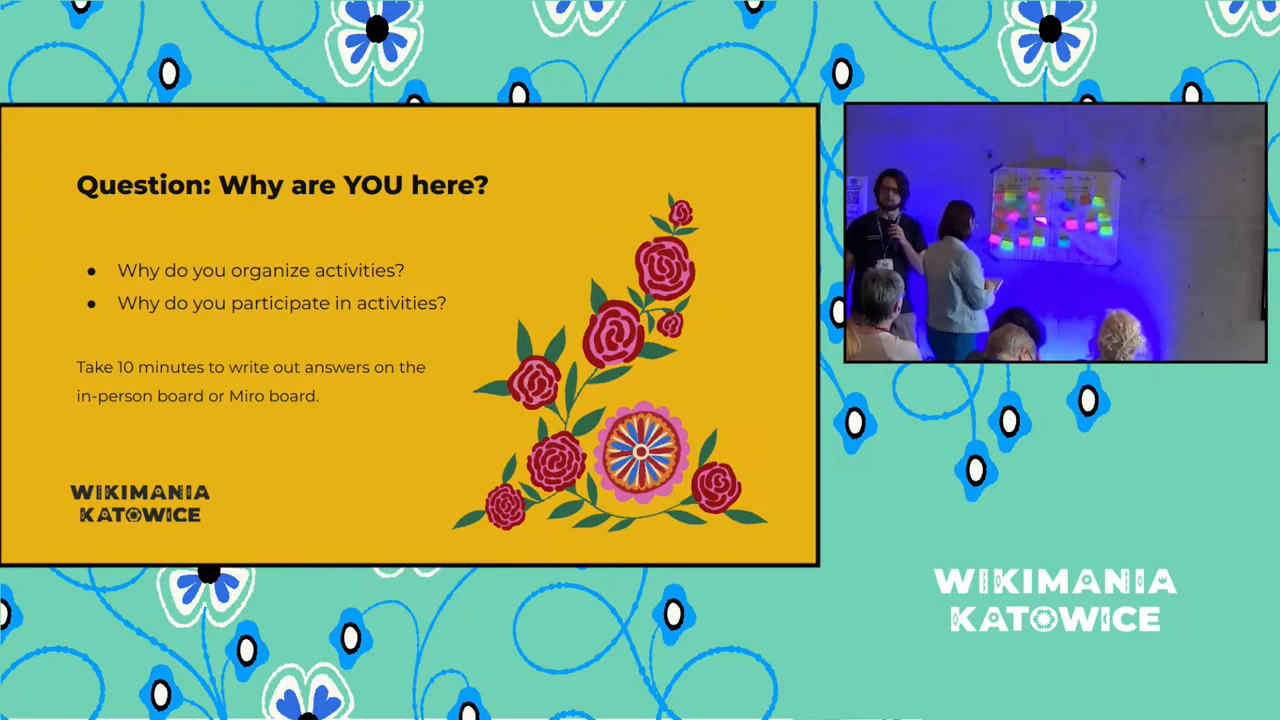 Question: Why are YOU here?
● Why do you organize activities?
● Why do you participate in activities?
Take 10 minutes to write out answers on the
in-person board or Miro board.
WIKIMANIA
KATOWICE
WIKIMANIA
KATOWICE